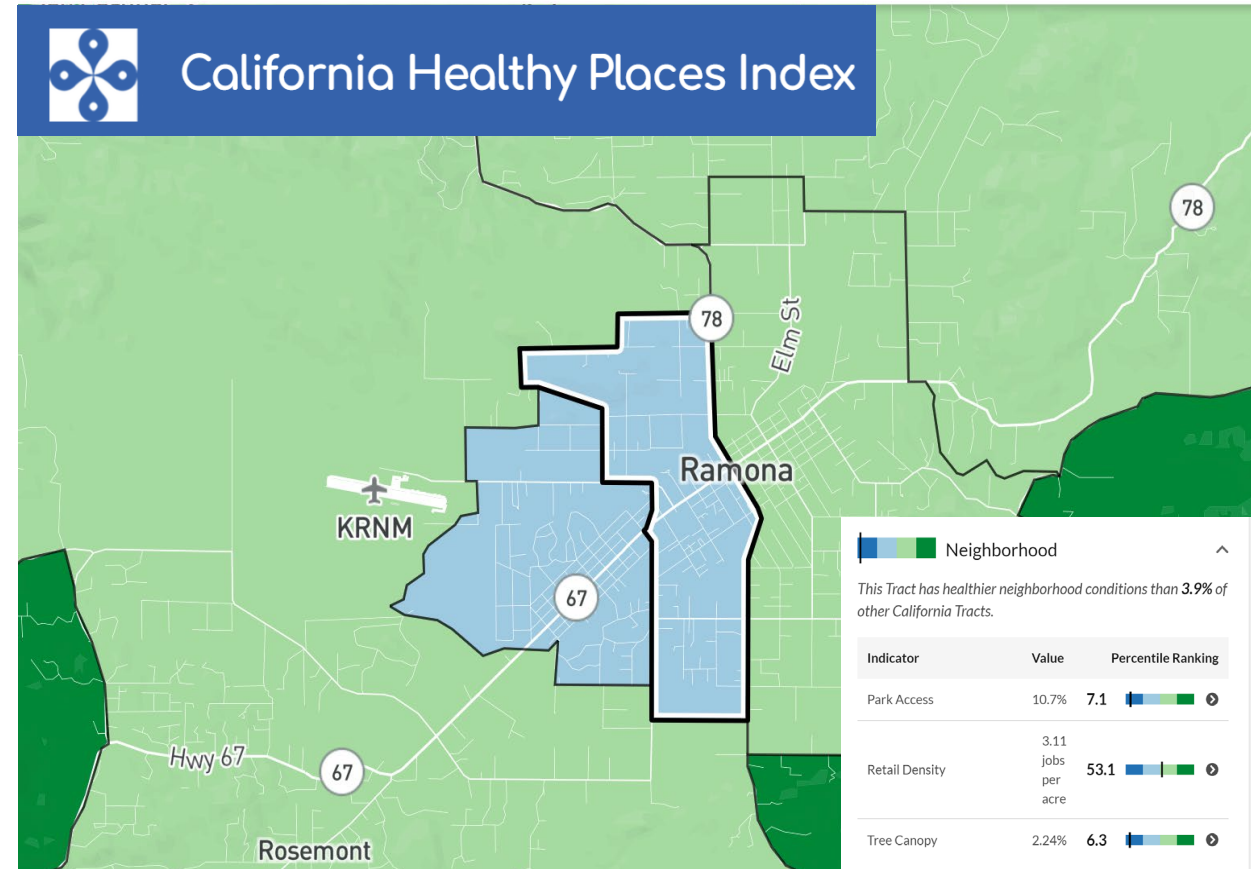 California Healthy Places Index
78
78
Elm St
Ramona
KRNM
67
Neighborhood
This Tract has healthier neighborhood conditions than 3.9% of
other California Tracts.
Indicator Value Percentile Ranking
Park Access 10.7% 7.1
3.11
jobs
Retail Density 53.1
per
acre
Tree Canopy 2.24% 6.3
Hwy 67
67
Rosemont